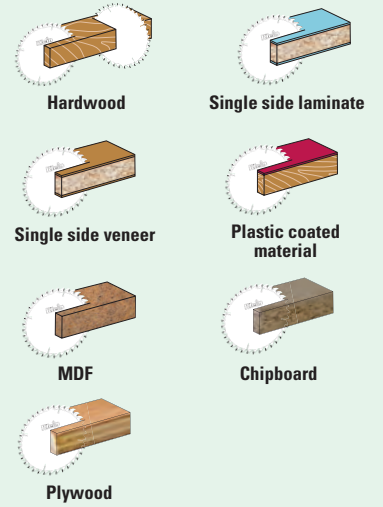 Hardwood
Single side laminate
Single side veneer
Plastic coated
material
MDF
Chipboard
Plywood